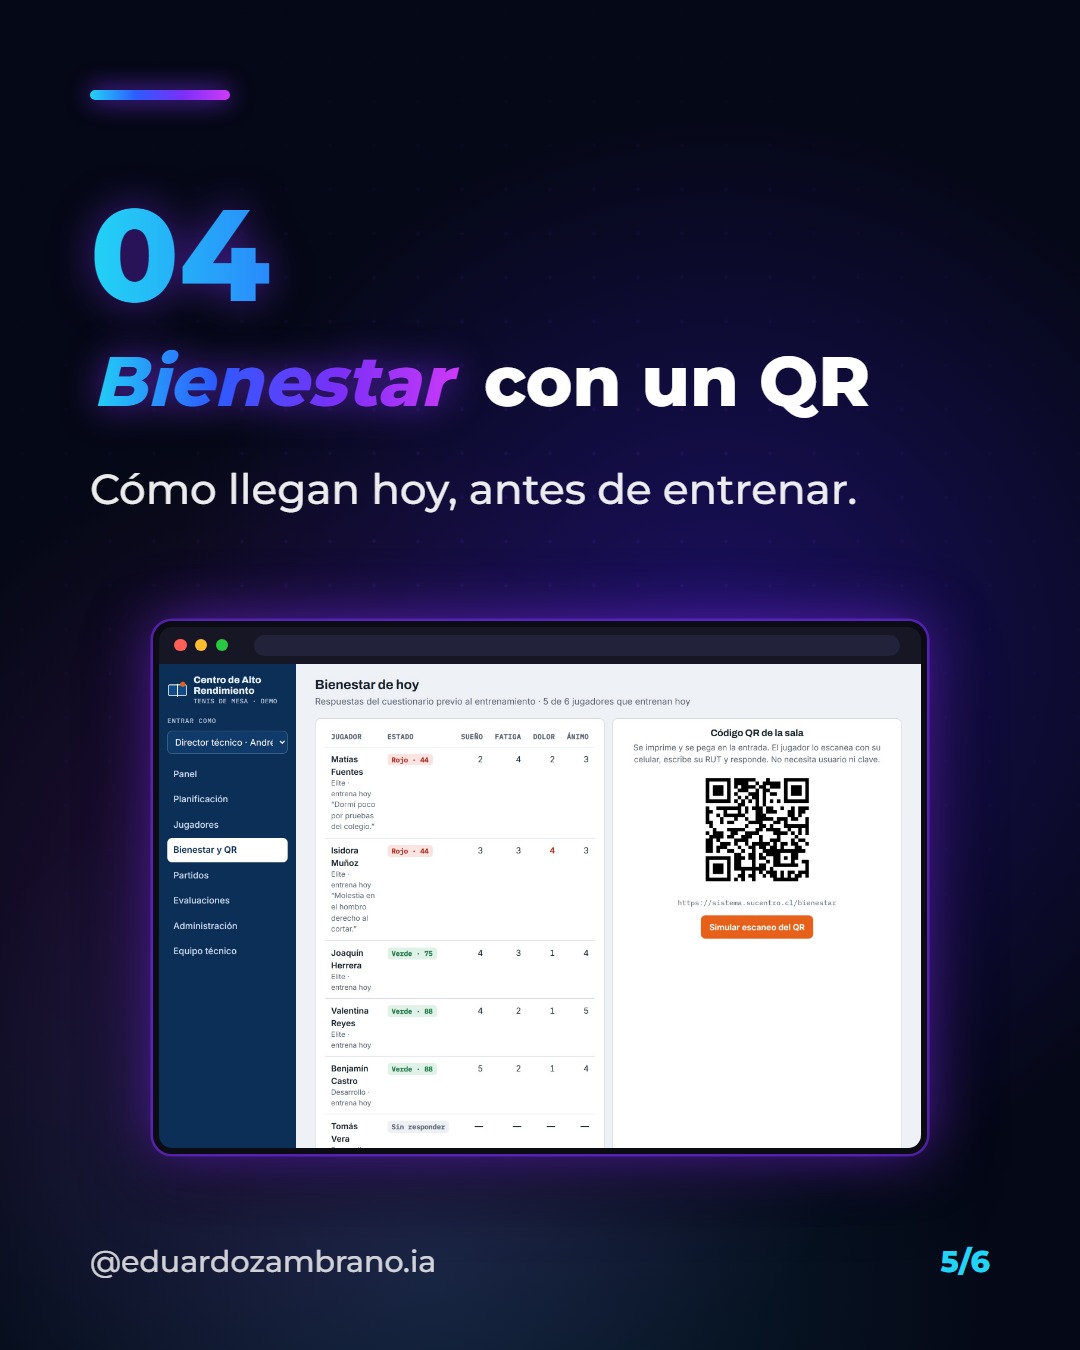 04
Bienestar con un QR
Cómo llegan hoy, antes de entrenar.
Centro de Alto
Rendimiento
TENIS DE MESA · DEMO
ENTRAR COMO
Director técnico · André
Panel
Planificación
Jugadores
Bienestar y QR
Partidos
Evaluaciones
Administración
Equipo técnico
Bienestar de hoy
Respuestas del cuestionario previo al entrenamiento · 5 de 6 jugadores que entrenan hoy
JUGADOR ESTADO SUEÑO FATIGA DOLOR ÁNIMO
Matías Rojo · 44 2 4 2 3
Fuentes
Elite ·
entrena hoy
"Dormí poco
por pruebas
del colegio."
Isidora Rojo · 44 3 3 4 3
Muñoz
Elite ·
entrena hoy
"Molestia en
el hombro
derecho al
cortar."
Joaquín Verde · 75 4 3 1 4
Herrera
Elite ·
entrena hoy
Valentina Verde · 88 4 2 1 5
Reyes
Elite ·
entrena hoy
Benjamín Verde · 88 5 2 1 4
Castro
Desarrollo ·
entrena hoy
Tomás Sin responder — — — —
Vera
Código QR de la sala
Se imprime y se pega en la entrada. El jugador lo escanea con su
celular, escribe su RUT y responde. No necesita usuario ni clave.
https://sistema.sucentro.cl/bienestar
Simular escaneo del QR
@eduardozambrano.ia
5/6